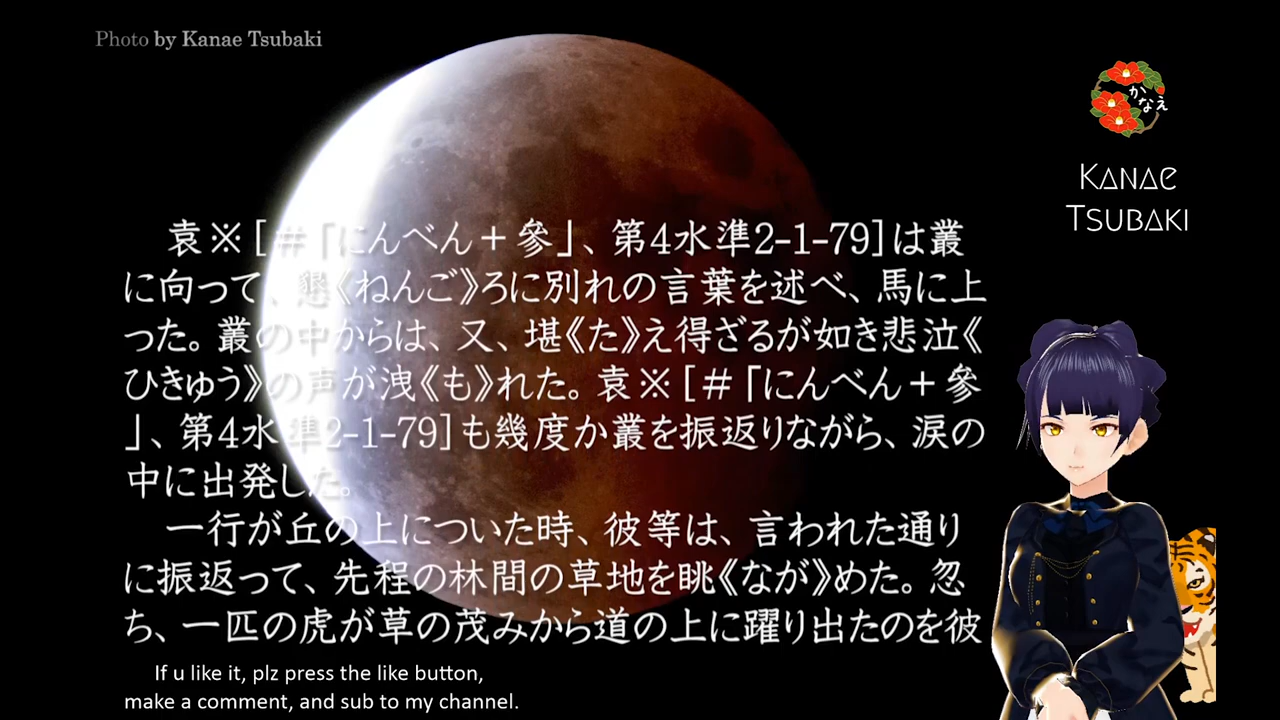 Photo by Kanae Tsubaki
かなえ
KANAE
TSUBAKI
袁※[＃「にんべん＋參」、第4水準2-1-79]は叢
に向って、懇《ねんご》ろに別れの言葉を述べ、馬に上
った。叢の中からは、又、堪《た》え得ざるが如き悲泣《
ひきゅう》の声が洩《も》れた。袁※[＃「にんべん＋參
」、第4水準2-1-79]も幾度か叢を振返りながら、涙の
中に出発した。
一行が丘の上についた時、彼等は、言われた通り
に振返って、先程の林間の草地を眺《なが》めた。忽
ち、一匹の虎が草の茂みから道の上に躍り出たのを彼
If u like it, plz press the like button,
make a comment, and sub to my channel.